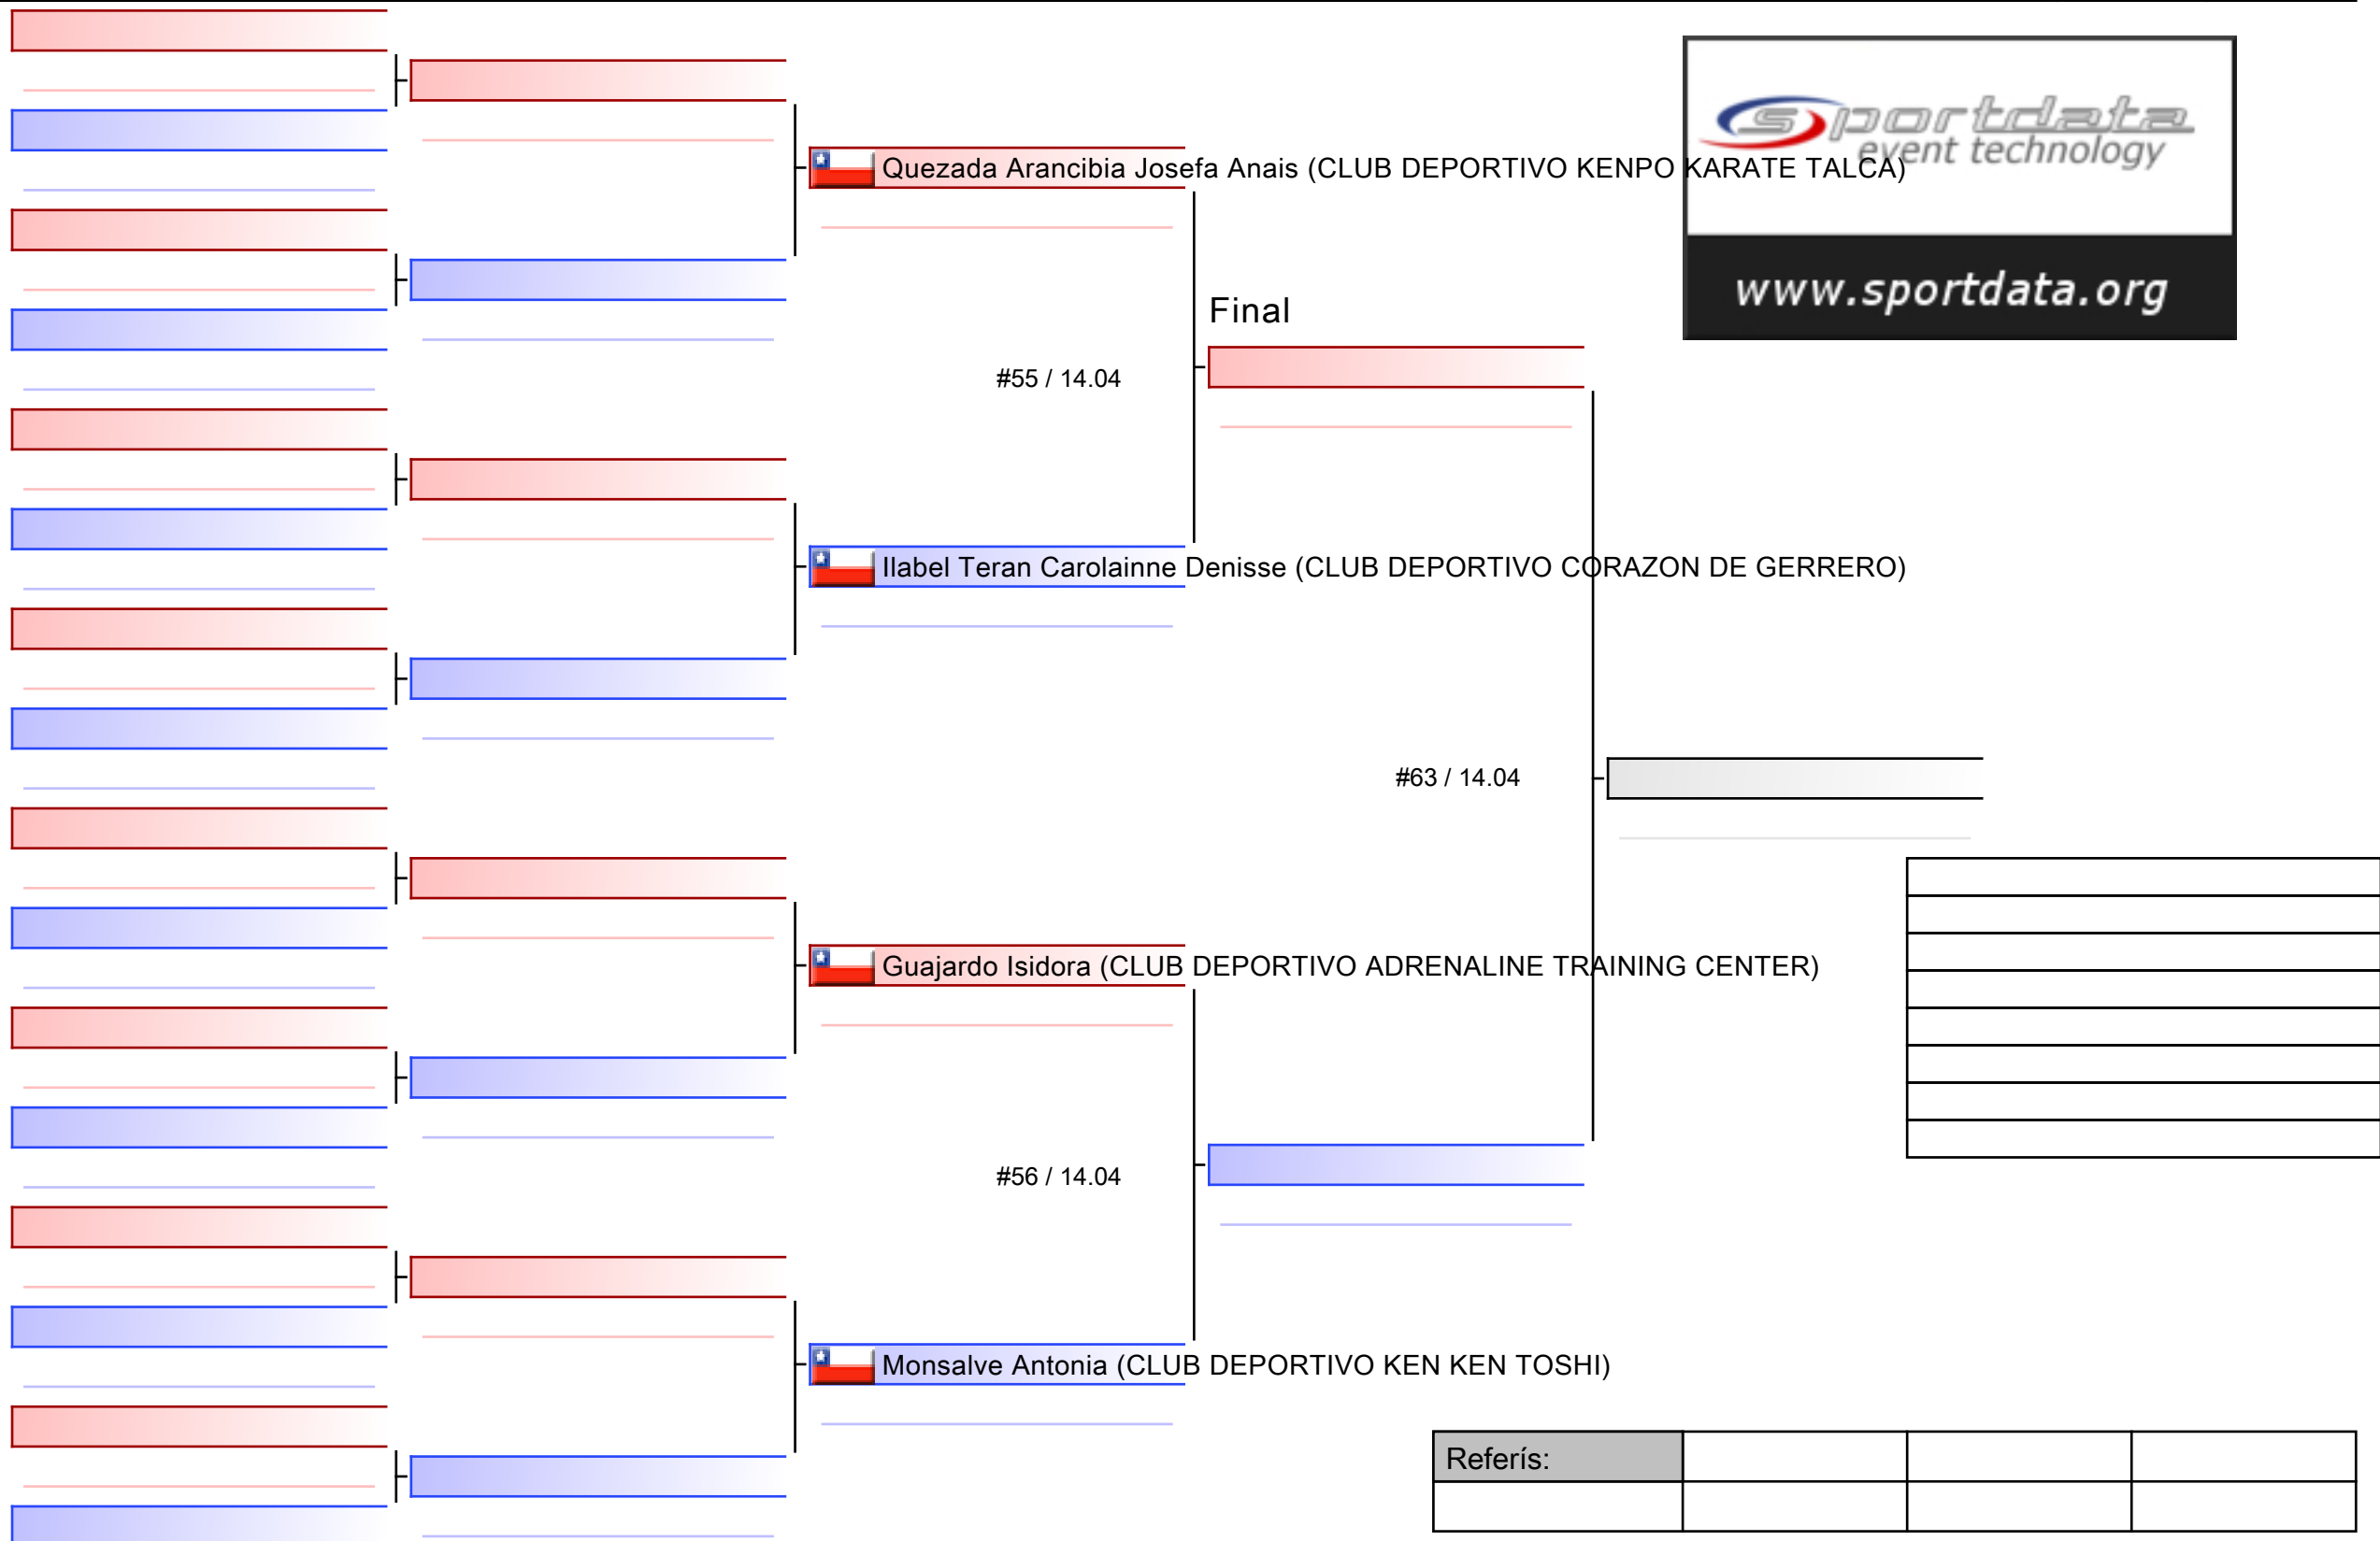 sportdata
event technology
Quezada Arancibia Josefa Anais (CLUB DEPORTIVO KENPO KARATE TALCA)
www.sportdata.org
Final
#55 / 14.04
Ilabel Teran Carolainne Denisse (CLUB DEPORTIVO CORAZON DE GERRERO)
#63 / 14.04
Guajardo Isidora (CLUB DEPORTIVO ADRENALINE TRAINING CENTER)
#56 / 14.04
Monsalve Antonia (CLUB DEPORTIVO KEN KEN TOSHI)
Referís: